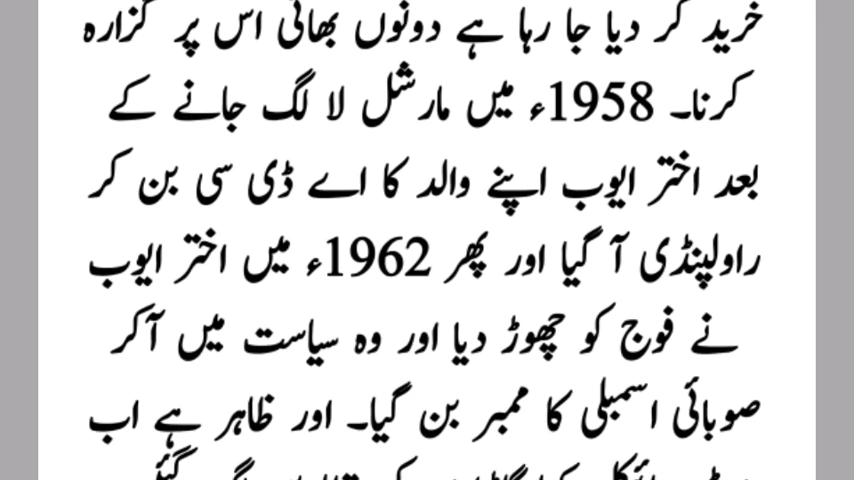 خرید کر دیا جا رہا ہے دونوں بھائی اس پر گزارہ
کرنا۔ 1958ء میں مارشل لا لگ جانے کے
بعد اختر ایوب اپنے والد کا اے ڈی سی بن کر
راولپنڈی آ گیا اور پھر 1962ء میں اختر ایوب
نے فوج کو چھوڑ دیا اور وہ سیاست میں آکر
صوبائی اسمبلی کا ممبر بن گیا۔ اور ظاہر ہے اب